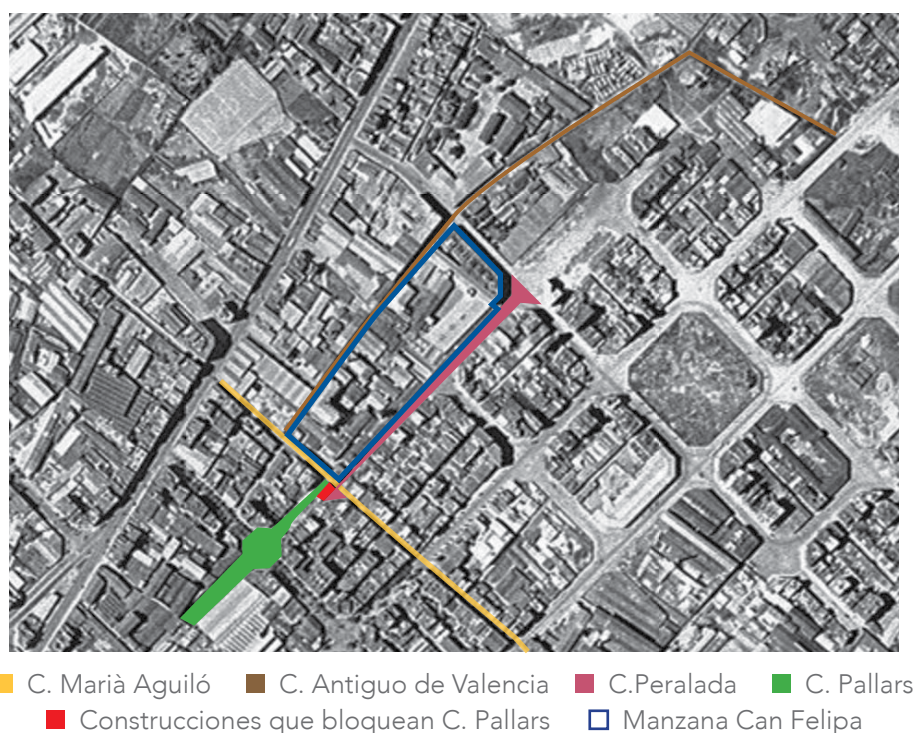 C. Marià Aguiló C. Antiguo de Valencia C.Peralada C. Pallars
Construcciones que bloquean C. Pallars Manzana Can Felipa